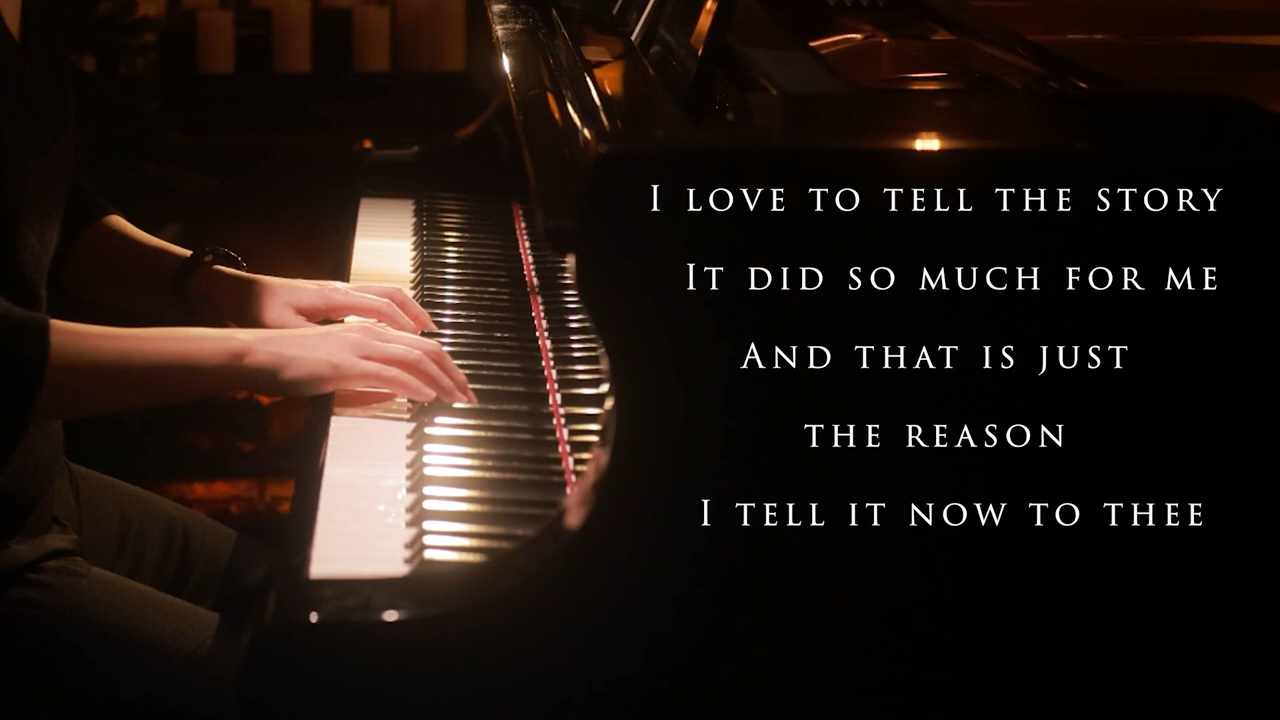 I love to tell the story
It did so much for me
And that is just
the reason
I tell it now to thee